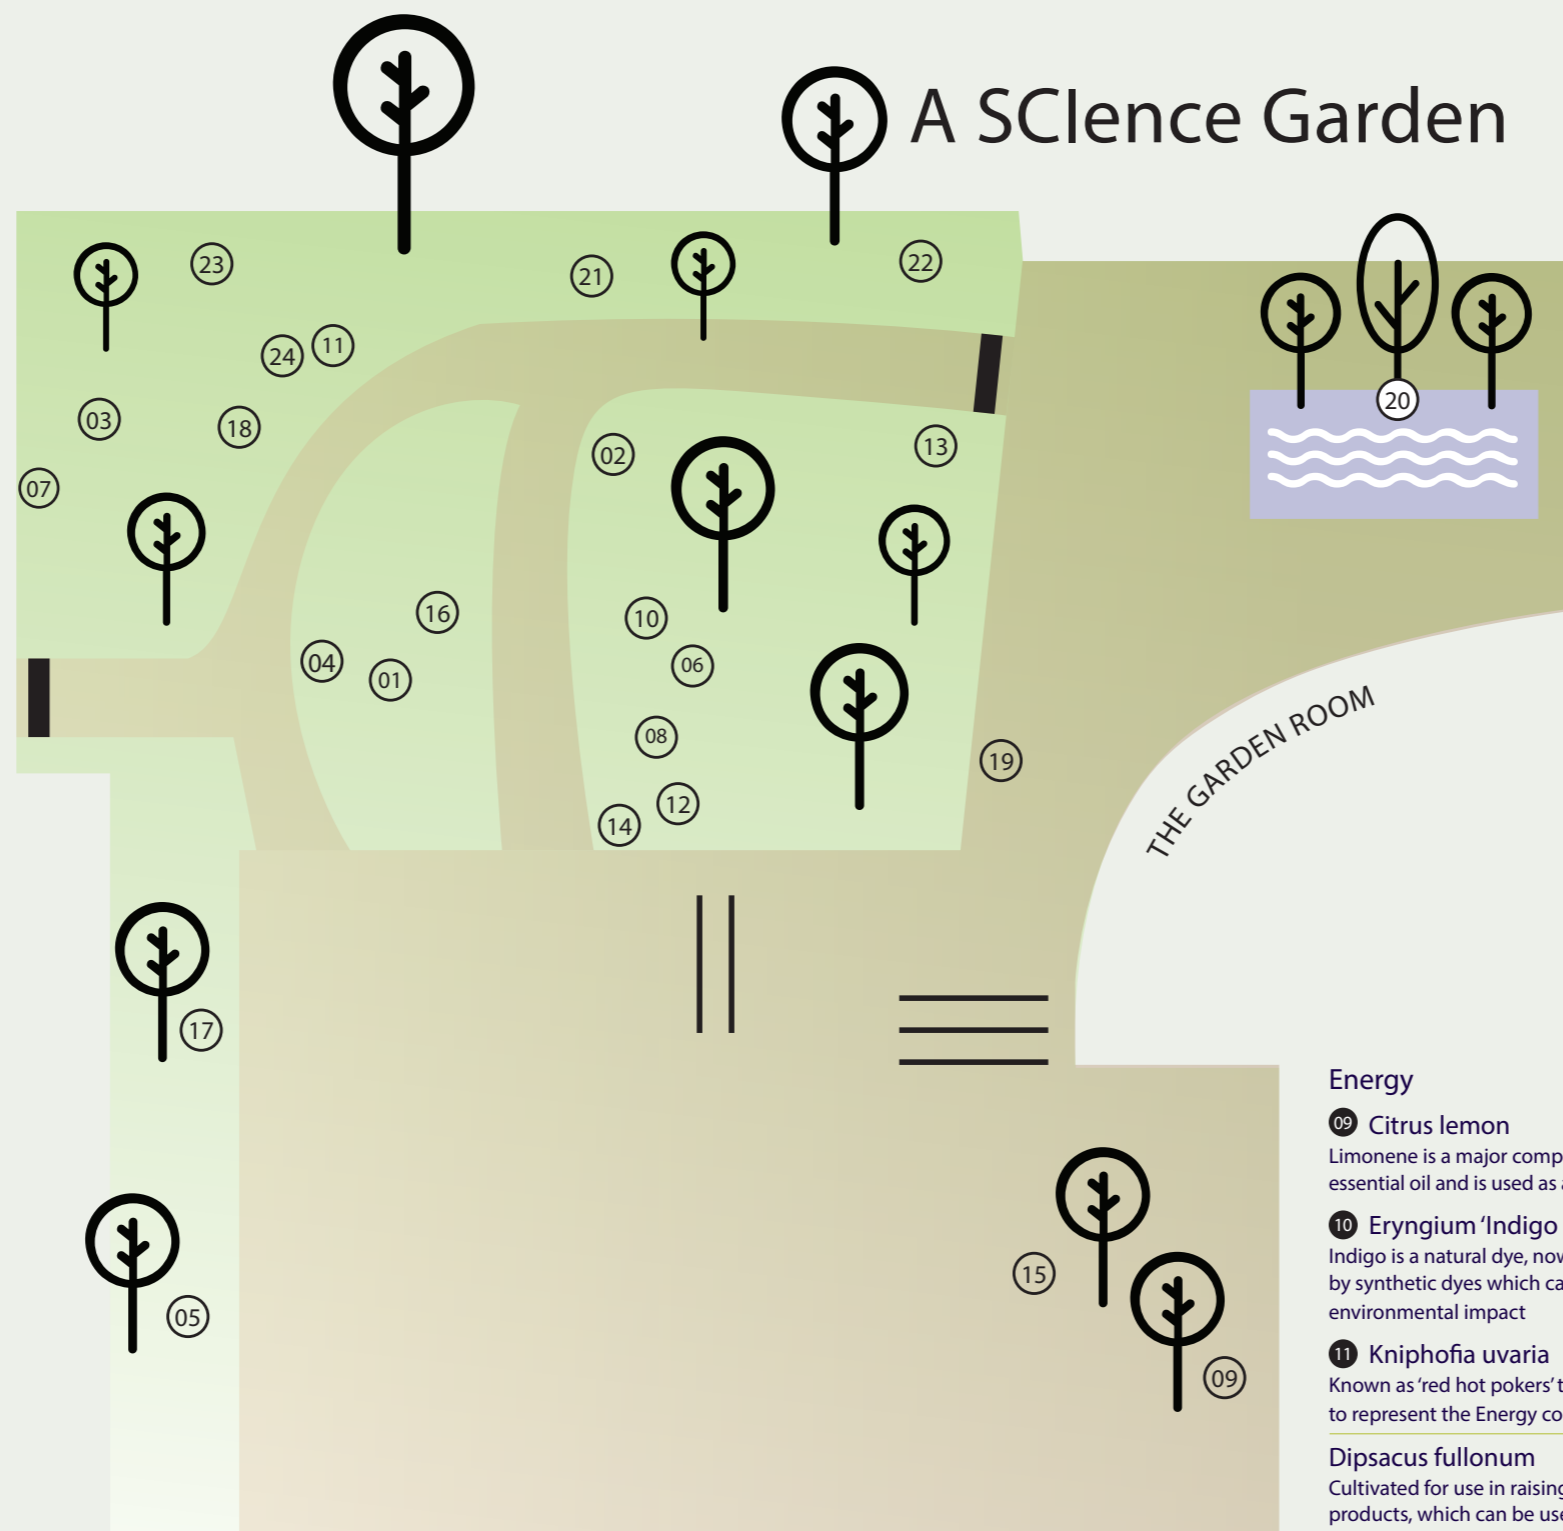 A SCIence Garden
23
21
22
11
24
03
18
02
13
20
07
16
10
04
01
06
08
19
12
14
THE GARDEN ROOM
17
15
05
09
Energy
09 Citrus lemon
Limonene is a major comp
essential oil and is used as
10 Eryngium ‘Indigo
Indigo is a natural dye, nov
by synthetic dyes which ca
environmental impact
11 Kniphofia uvaria
Known as ‘red hot pokers’ t
to represent the Energy co
Dipsacus fullonum
Cultivated for use in raising
products, which can be use